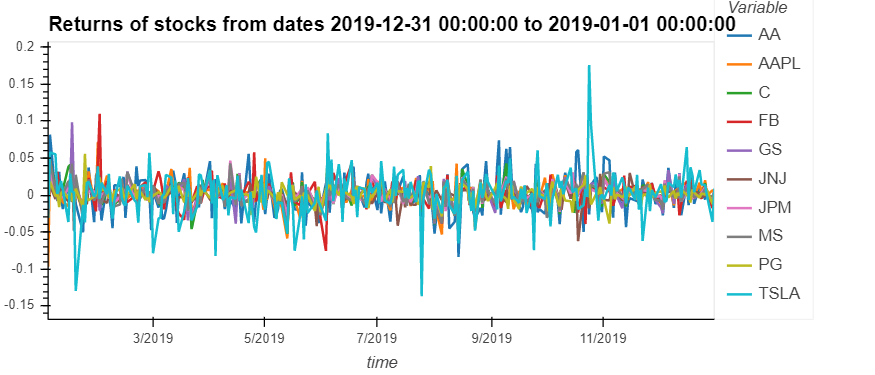 Returns of stocks from dates 2019-12-31 00:00:00 to 2019-01-01 00:00:00
Variable
AA
AAPL
C
FB
GS
JNJ
JPM
MS
PG
TSLA
0.2
0.15
0.1
0.05
0
-0.05
-0.1
-0.15
3/2019
5/2019
7/2019
9/2019
11/2019
time